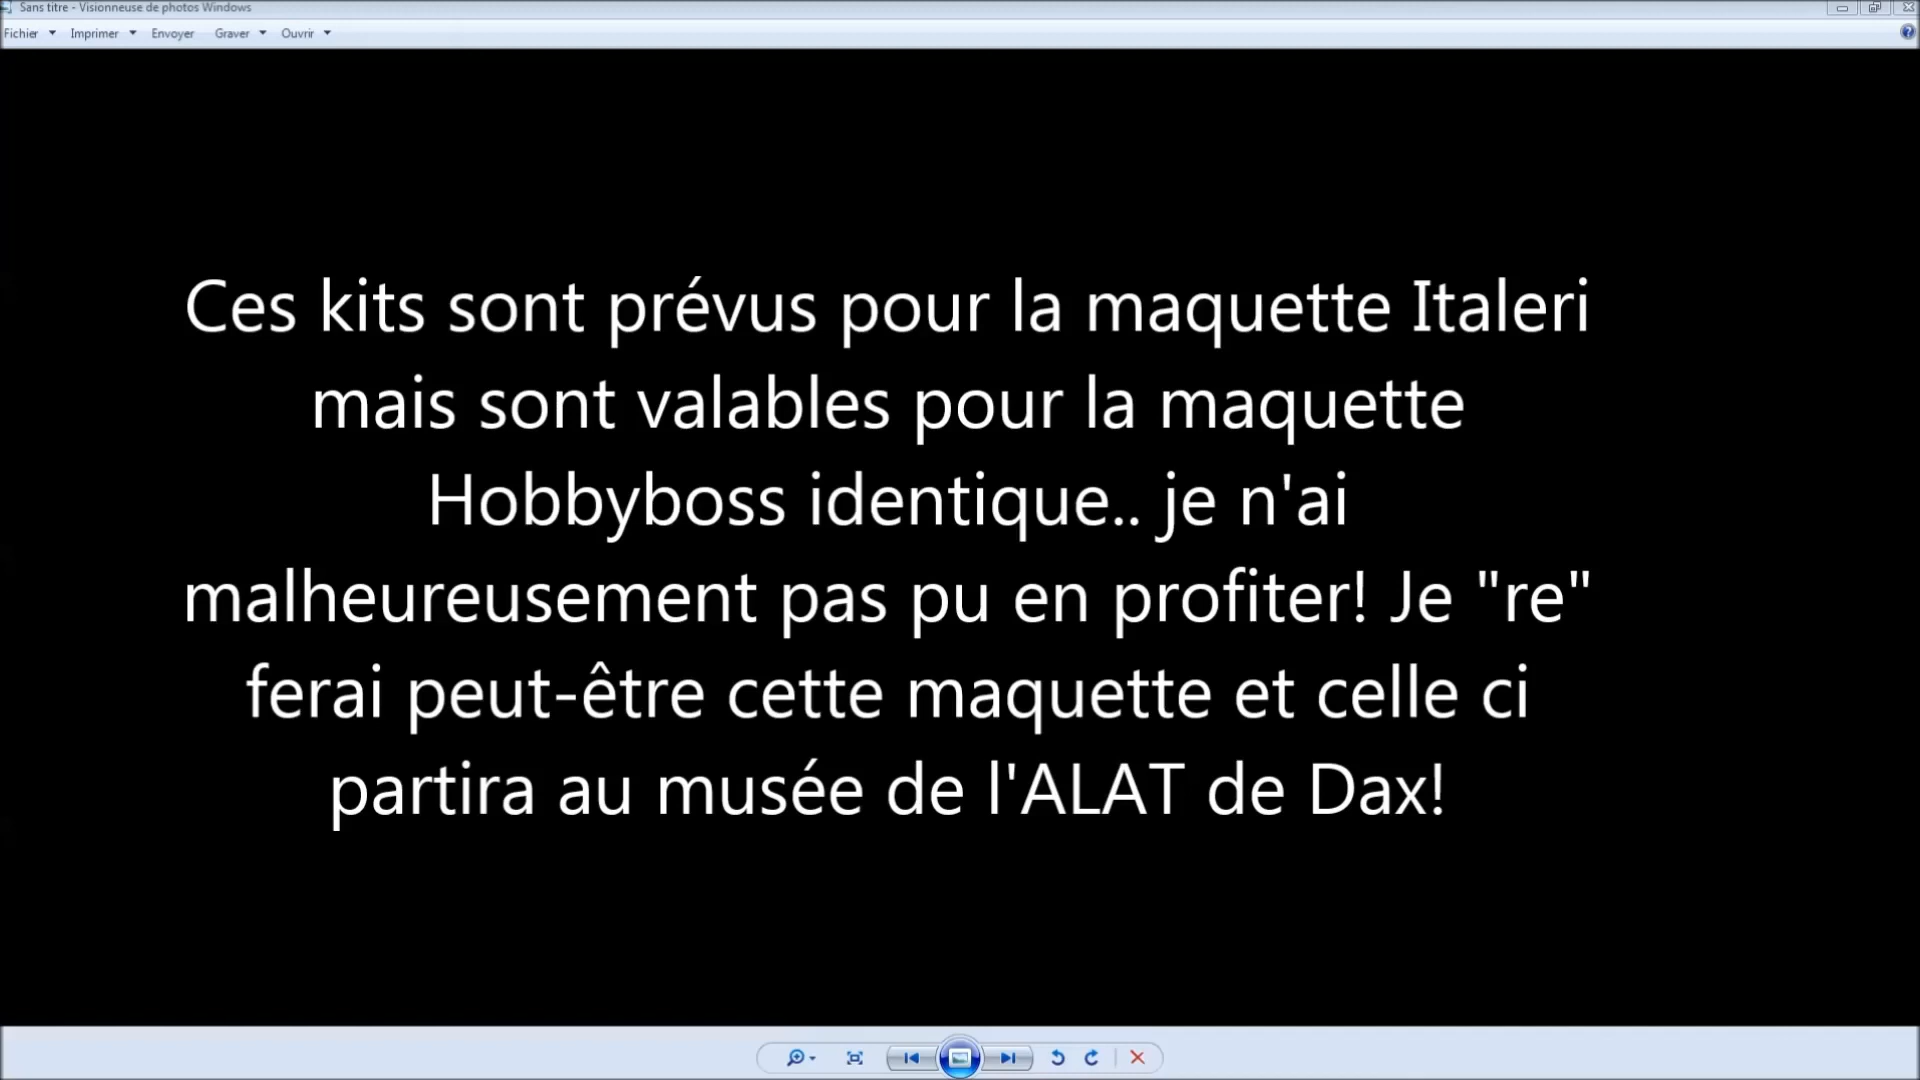 Sans titre - Visionneuse de photos Windows
Fichier Imprimer Envoyer Graver Ouvrir
Ces kits sont prévus pour la maquette Italeri
mais sont valables pour la maquette
Hobbyboss identique.. je n'ai
malheureusement pas pu en profiter! Je "re"
ferai peut-être cette maquette et celle ci
partira au musée de l'ALAT de Dax!